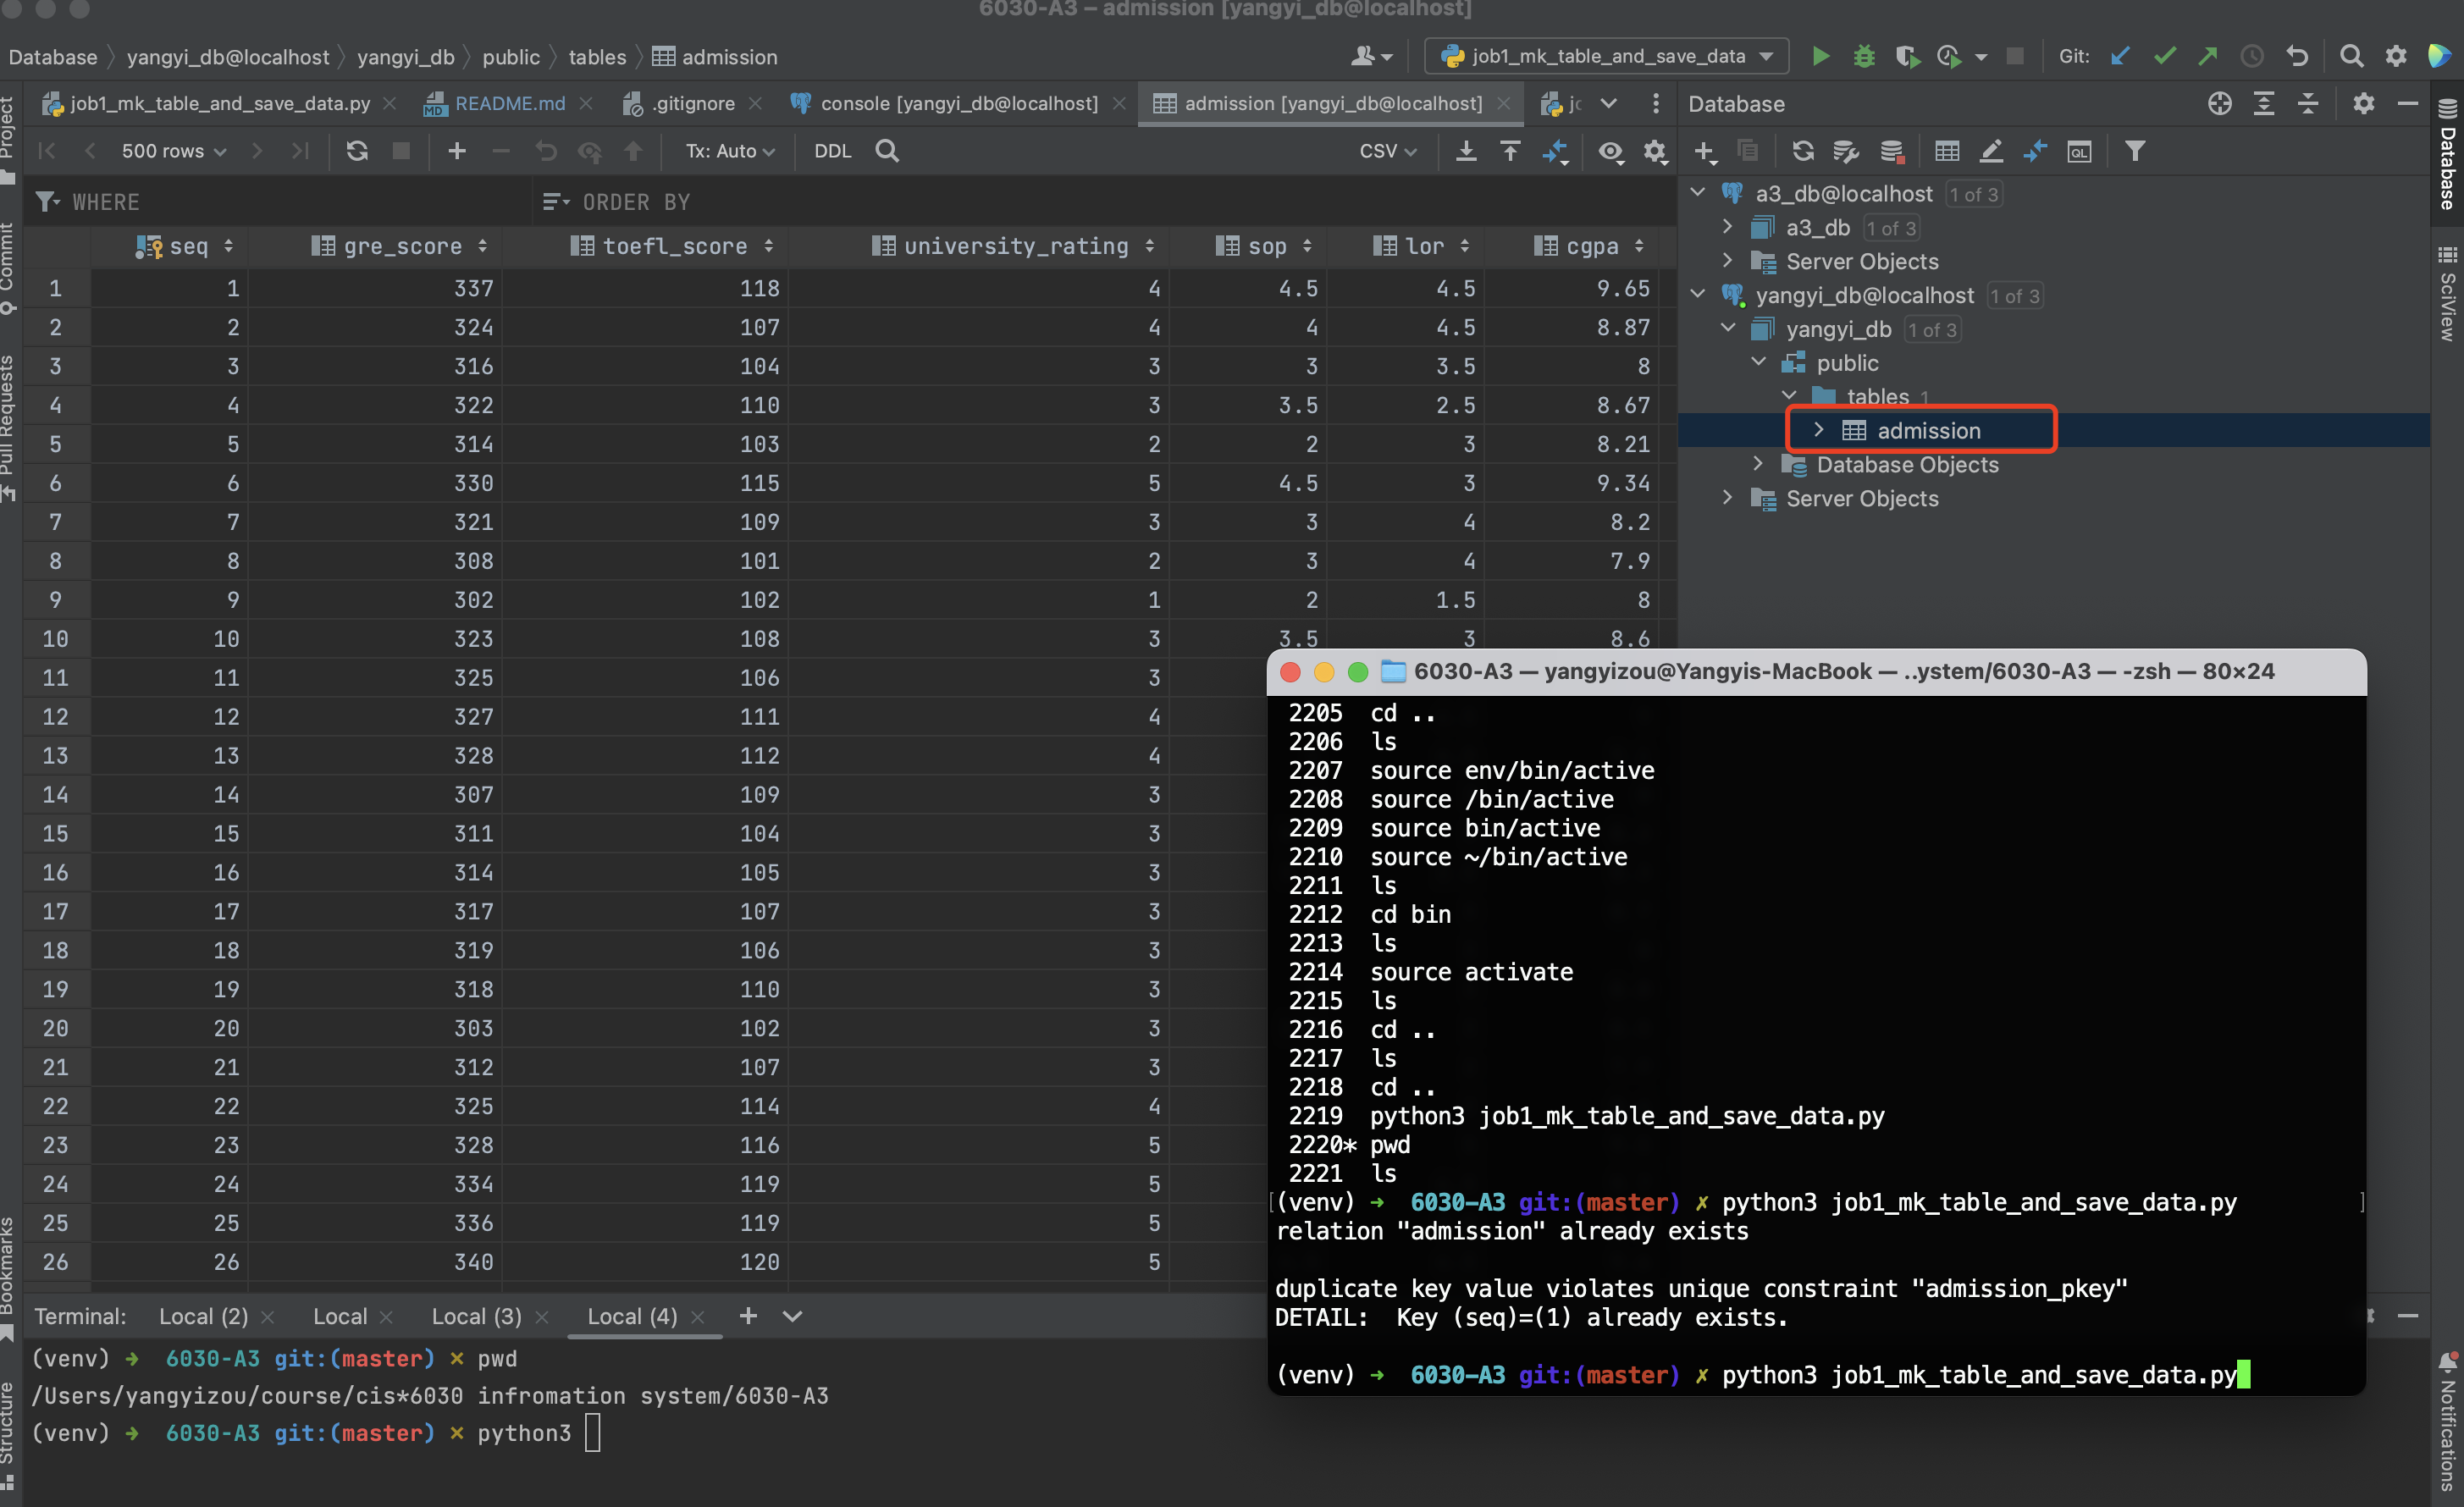 6030-A3 – admission [yangyi_db@localhost]
Database yangyi_db@localhost yangyi_db public tables admission
job1_mk_table_and_save_data
Git:
job1_mk_table_and_save_data.py README.md .gitignore console [yangyi_db@localhost] admission [yangyi_db@localhost]
Database
500 rows Tx: Auto DDL CSV
WHERE ORDER BY
seq gre_score toefl_score university_rating sop lor cgpa
1 1 337 118 4 4.5 4.5 9.65
2 2 324 107 4 4 4.5 8.87
3 3 316 104 3 3 3.5 8
4 4 322 110 3 3.5 2.5 8.67
5 5 314 103 2 2 3 8.21
6 6 330 115 5 4.5 3 9.34
7 7 321 109 3 3 4 8.2
8 8 308 101 2 3 4 7.9
9 9 302 102 1 2 1.5 8
10 10 323 108 3 3.5 3 8.6
11 11 325 106 3
12 12 327 111 4
13 13 328 112 4
14 14 307 109 3
15 15 311 104 3
16 16 314 105 3
17 17 317 107 3
18 18 319 106 3
19 19 318 110 3
20 20 303 102 3
21 21 312 107 3
22 22 325 114 4
23 23 328 116 5
24 24 334 119 5
25 25 336 119 5
26 26 340 120 5
a3_db@localhost 1 of 3
a3_db 1 of 3
Server Objects
yangyi_db@localhost 1 of 3
yangyi_db 1 of 3
public
tables 1
admission
Database Objects
Server Objects
Project
Commit
Pull Requests
Bookmarks
Structure
Database
SciView
Notifications
6030-A3 — yangyizou@Yangyis-MacBook — ..ystem/6030-A3 — -zsh — 80×24
2205 cd ..
2206 ls
2207 source env/bin/active
2208 source /bin/active
2209 source bin/active
2210 source ~/bin/active
2211 ls
2212 cd bin
2213 ls
2214 source activate
2215 ls
2216 cd ..
2217 ls
2218 cd ..
2219 python3 job1_mk_table_and_save_data.py
2220* pwd
2221 ls
[(venv) ➜ 6030-A3 git:(master) ✗ python3 job1_mk_table_and_save_data.py ]
relation "admission" already exists
duplicate key value violates unique constraint "admission_pkey"
DETAIL: Key (seq)=(1) already exists.
(venv) ➜ 6030-A3 git:(master) ✗ python3 job1_mk_table_and_save_data.py
Terminal: Local (2) Local Local (3) Local (4)
(venv) ➜ 6030-A3 git:(master) × pwd
/Users/yangyizou/course/cis*6030 infromation system/6030-A3
(venv) ➜ 6030-A3 git:(master) × python3